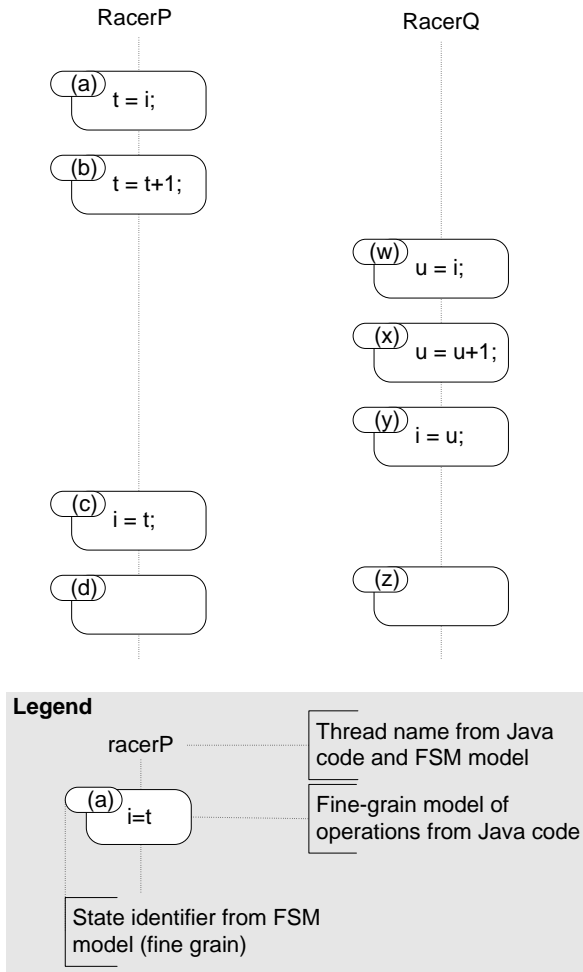 RacerP
RacerQ
(a)
t = i;
(b)
t = t+1;
(w)
u = i;
(x)
u = u+1;
(y)
i = u;
(c)
i = t;
(d)
(z)
Legend
racerP
Thread name from Java
code and FSM model
(a)
i=t
Fine-grain model of
operations from Java code
State identifier from FSM
model (fine grain)